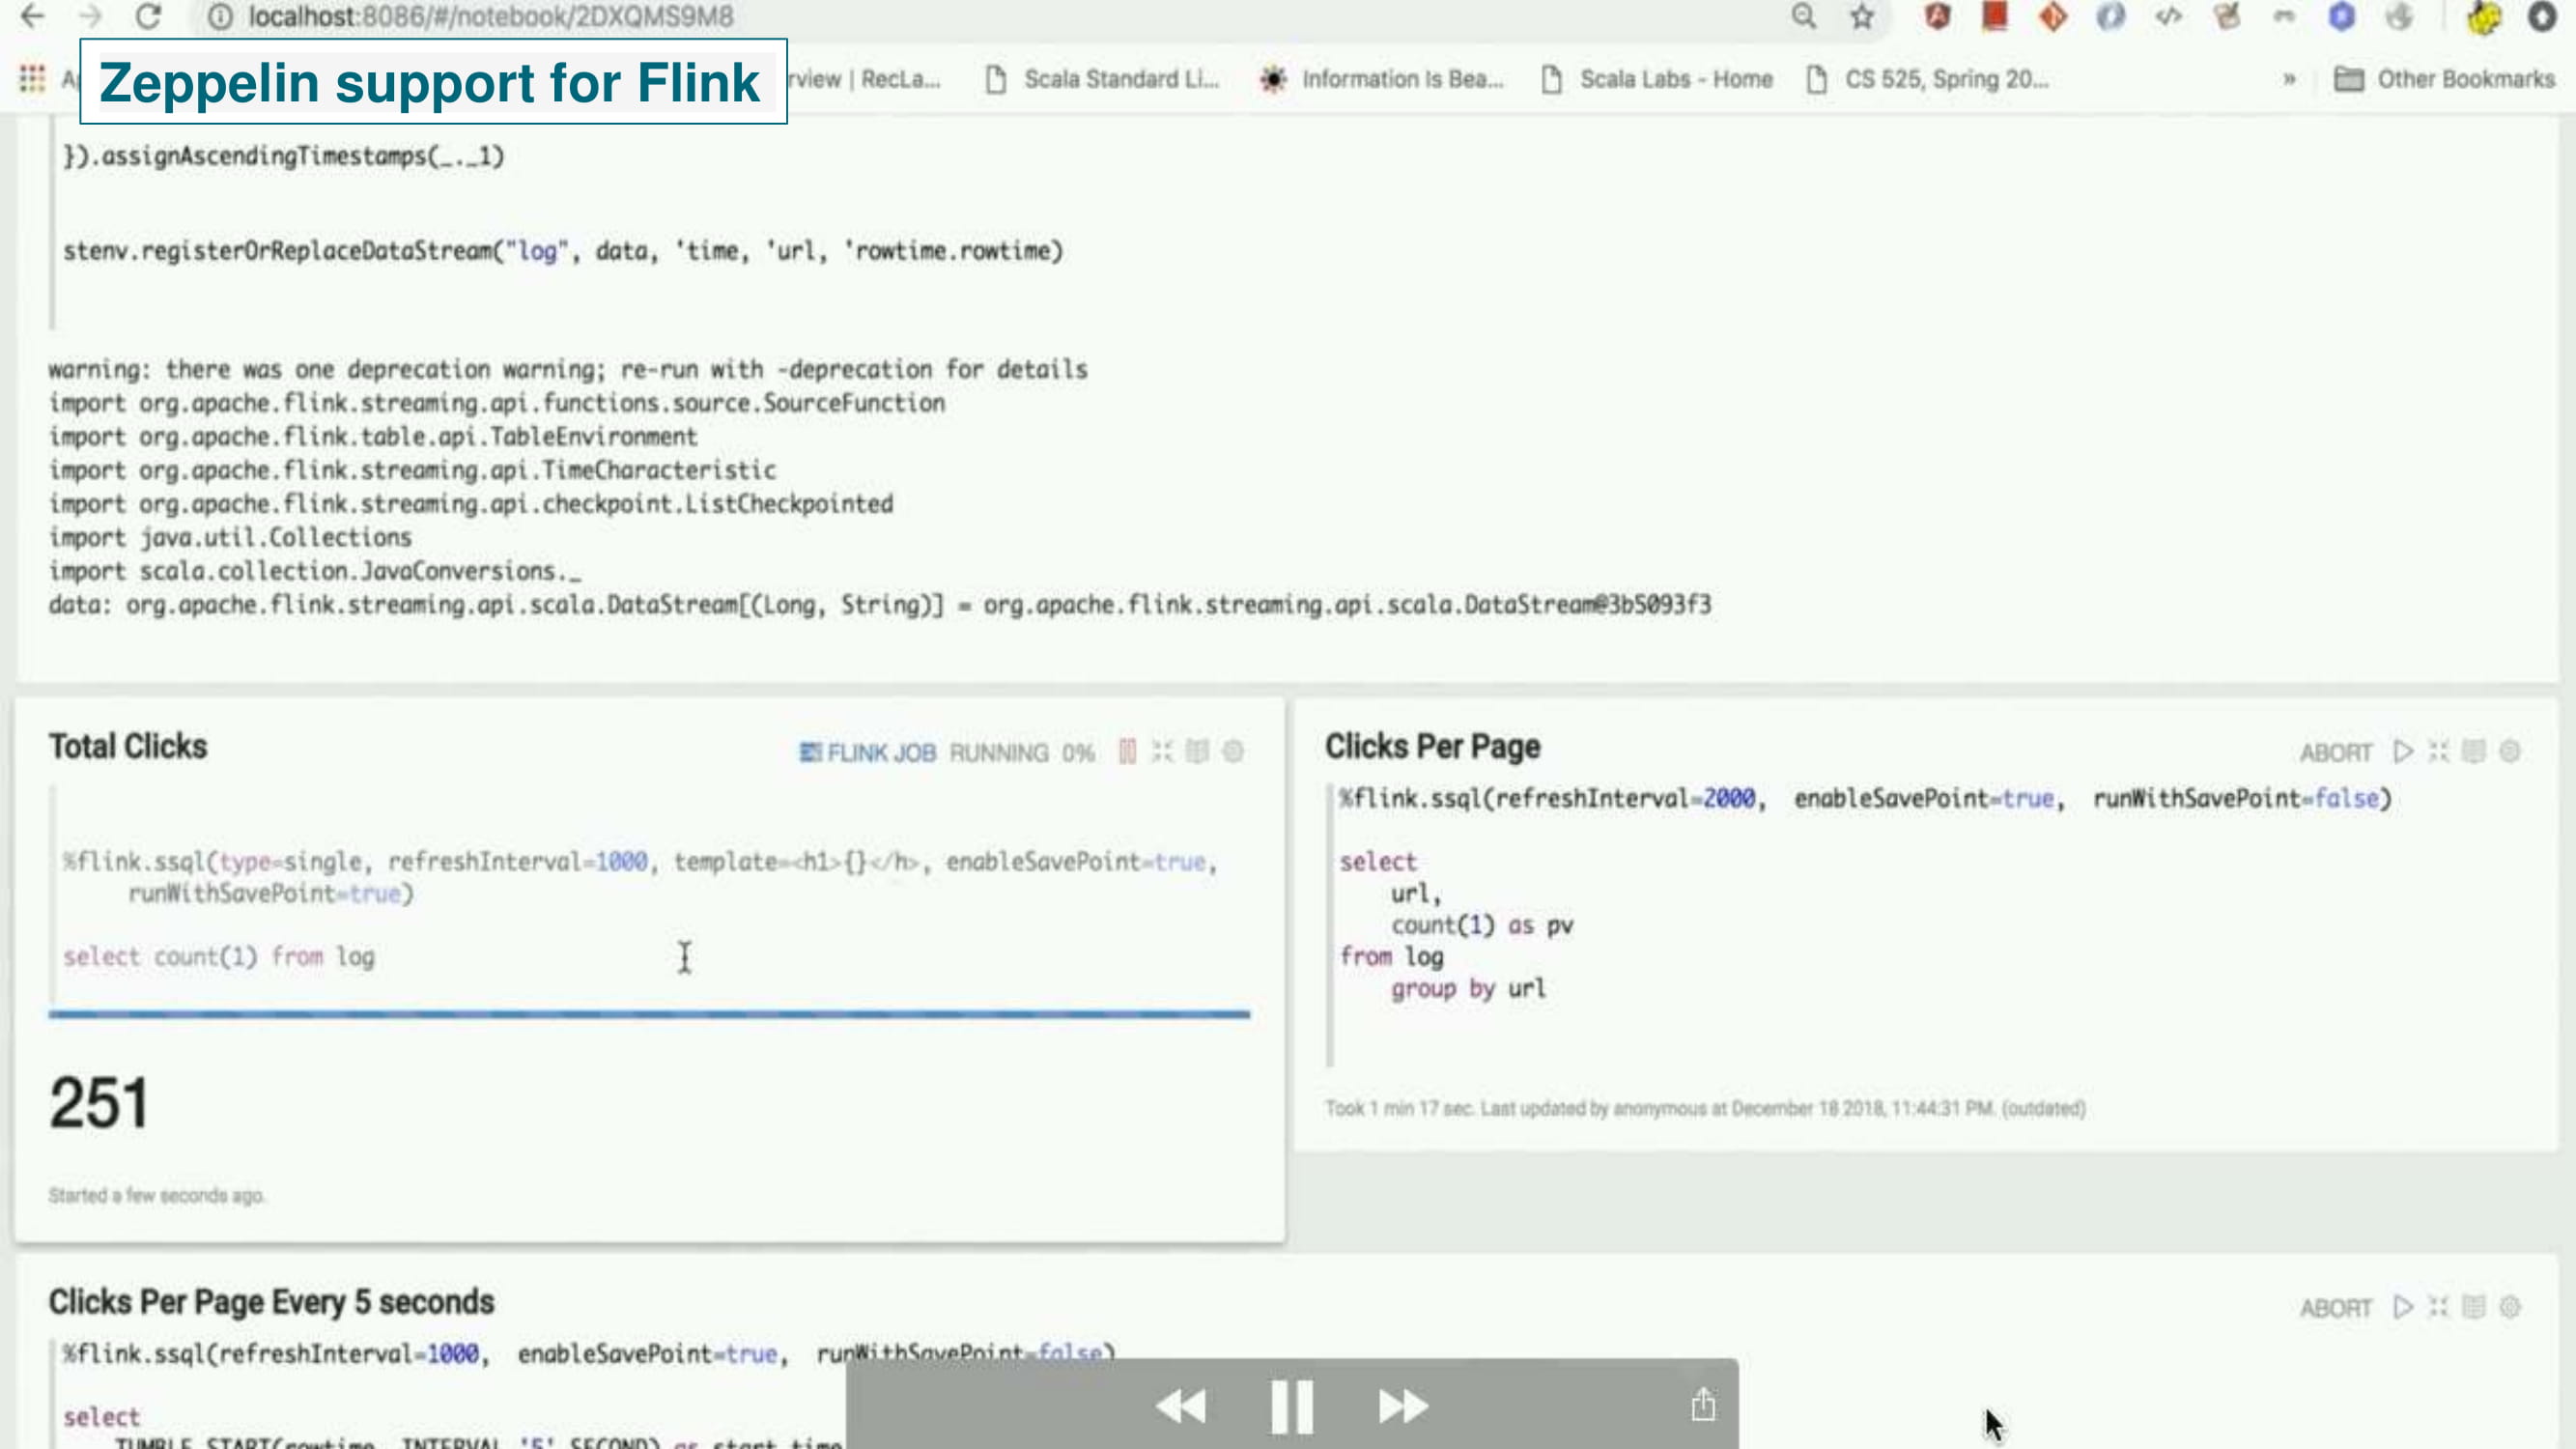 localhost:8086/#/notebook/2DXQMS9M8
Zeppelin support for Flink
rview | RecLa...
Scala Standard Li...
Information Is Bea...
Scala Labs - Home
CS 525, Spring 20...
»
Other Bookmarks
}).assignAscendingTimestamps(_._1)
stenv.registerOrReplaceDataStream("log", data, 'time, 'url, 'rowtime.rowtime)
warning: there was one deprecation warning; re-run with -deprecation for details
import org.apache.flink.streaming.api.functions.source.SourceFunction
import org.apache.flink.table.api.TableEnvironment
import org.apache.flink.streaming.api.TimeCharacteristic
import org.apache.flink.streaming.api.checkpoint.ListCheckpointed
import java.util.Collections
import scala.collection.JavaConversions._
data: org.apache.flink.streaming.api.scala.DataStream[(Long, String)] = org.apache.flink.streaming.api.scala.DataStream@3b5093f3
Total Clicks
FLINK JOB RUNNING 0%
%flink.ssql(type=single, refreshInterval=1000, template=<h1>{}</h>, enableSavePoint=true,
runWithSavePoint=true)
select count(1) from log
251
Started a few seconds ago.
Clicks Per Page
ABORT
%flink.ssql(refreshInterval=2000, enableSavePoint=true, runWithSavePoint=false)
select
url,
count(1) as pv
from log
group by url
Took 1 min 17 sec. Last updated by anonymous at December 18 2018, 11:44:31 PM. (outdated)
Clicks Per Page Every 5 seconds
ABORT
%flink.ssql(refreshInterval=1000, enableSavePoint=true, runWithSavePoint=false)
select
TUMBLE_START(rowtime, INTERVAL '5' SECOND) as start_time